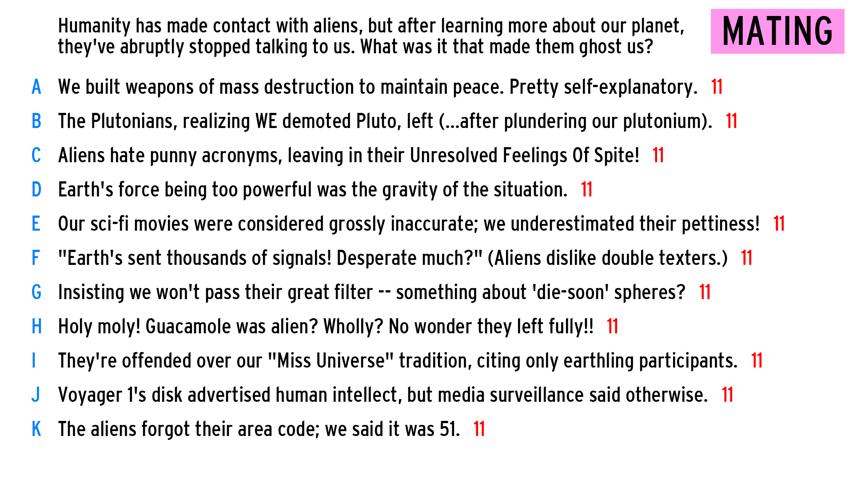 Humanity has made contact with aliens, but after learning more about our planet,
they've abruptly stopped talking to us. What was it that made them ghost us?
MATING
A We built weapons of mass destruction to maintain peace. Pretty self-explanatory. 11
B The Plutonians, realizing WE demoted Pluto, left (...after plundering our plutonium). 11
C Aliens hate punny acronyms, leaving in their Unresolved Feelings Of Spite! 11
D Earth's force being too powerful was the gravity of the situation. 11
E Our sci-fi movies were considered grossly inaccurate; we underestimated their pettiness! 11
F "Earth's sent thousands of signals! Desperate much?" (Aliens dislike double texters.) 11
G Insisting we won't pass their great filter -- something about 'die-soon' spheres? 11
H Holy moly! Guacamole was alien? Wholly? No wonder they left fully!! 11
I They're offended over our "Miss Universe" tradition, citing only earthling participants. 11
J Voyager 1's disk advertised human intellect, but media surveillance said otherwise. 11
K The aliens forgot their area code; we said it was 51. 11